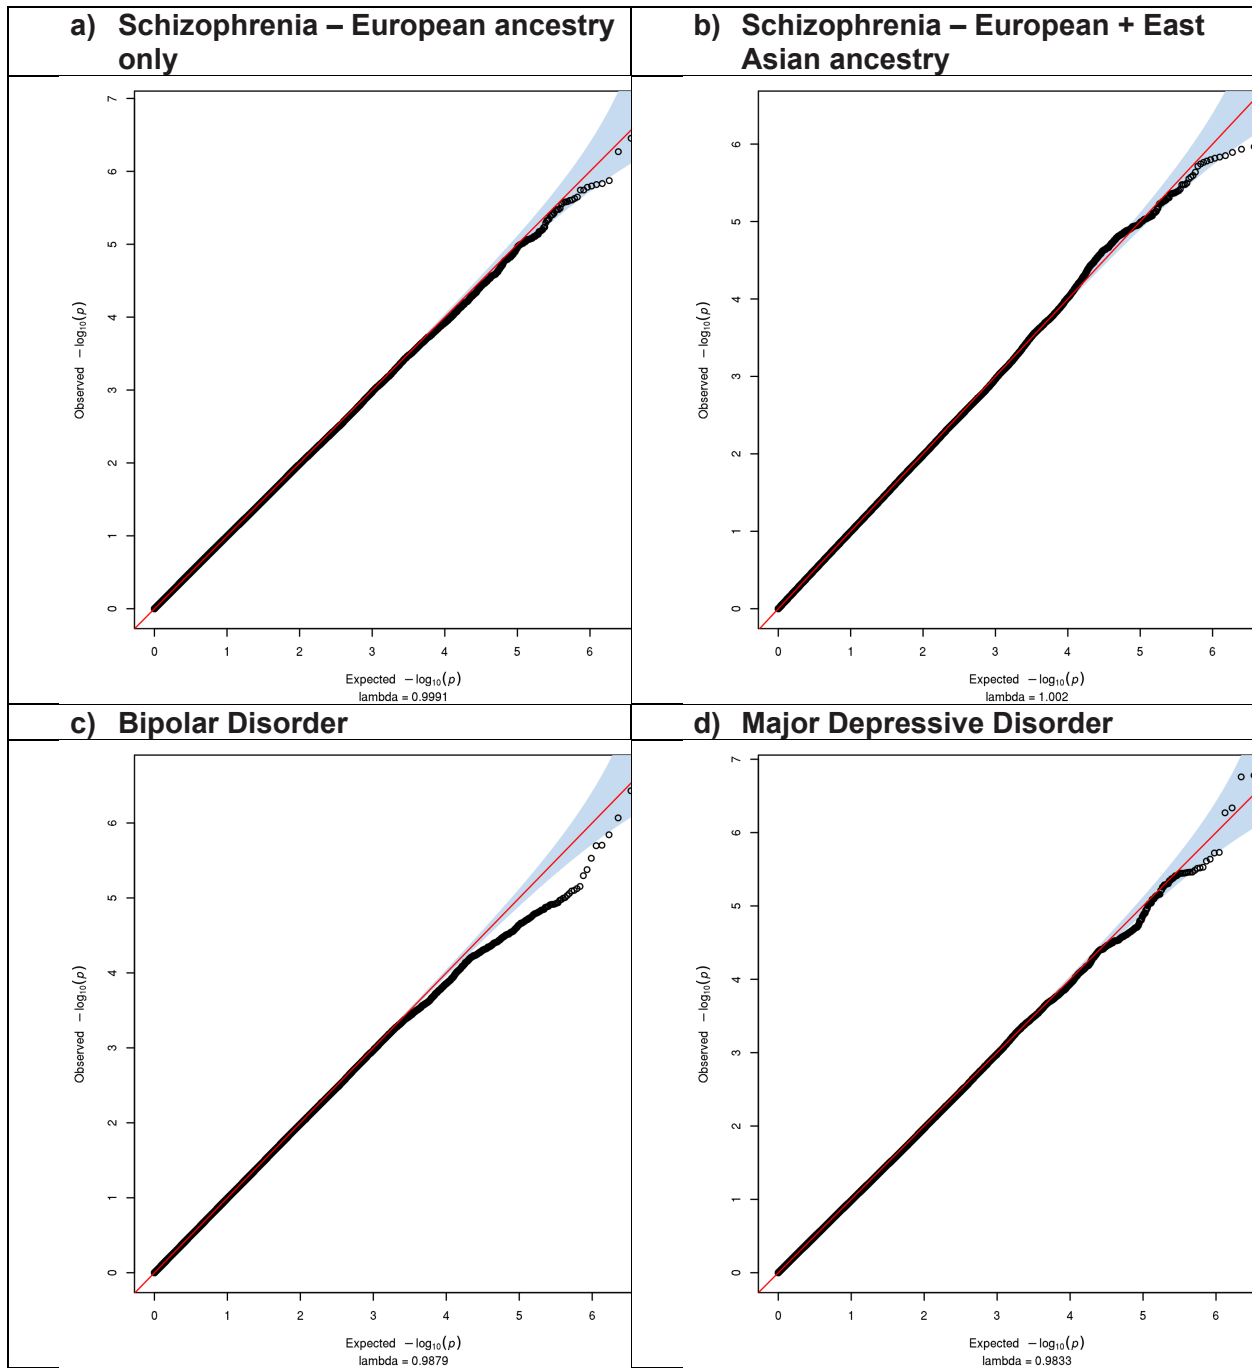 a) Schizophrenia – European ancestry
only
b) Schizophrenia – European + East
Asian ancestry
7
6
5
4
3
2
1
0
Observed −log10(p)
0 1 2 3 4 5 6
Expected −log10(p)
lambda = 0.9991
6
5
4
3
2
1
0
Observed −log10(p)
0 1 2 3 4 5 6
Expected −log10(p)
lambda = 1.002
c) Bipolar Disorder
d) Major Depressive Disorder
6
5
4
3
2
1
0
Observed −log10(p)
0 1 2 3 4 5 6
Expected −log10(p)
lambda = 0.9879
7
6
5
4
3
2
1
0
Observed −log10(p)
0 1 2 3 4 5 6
Expected −log10(p)
lambda = 0.9833